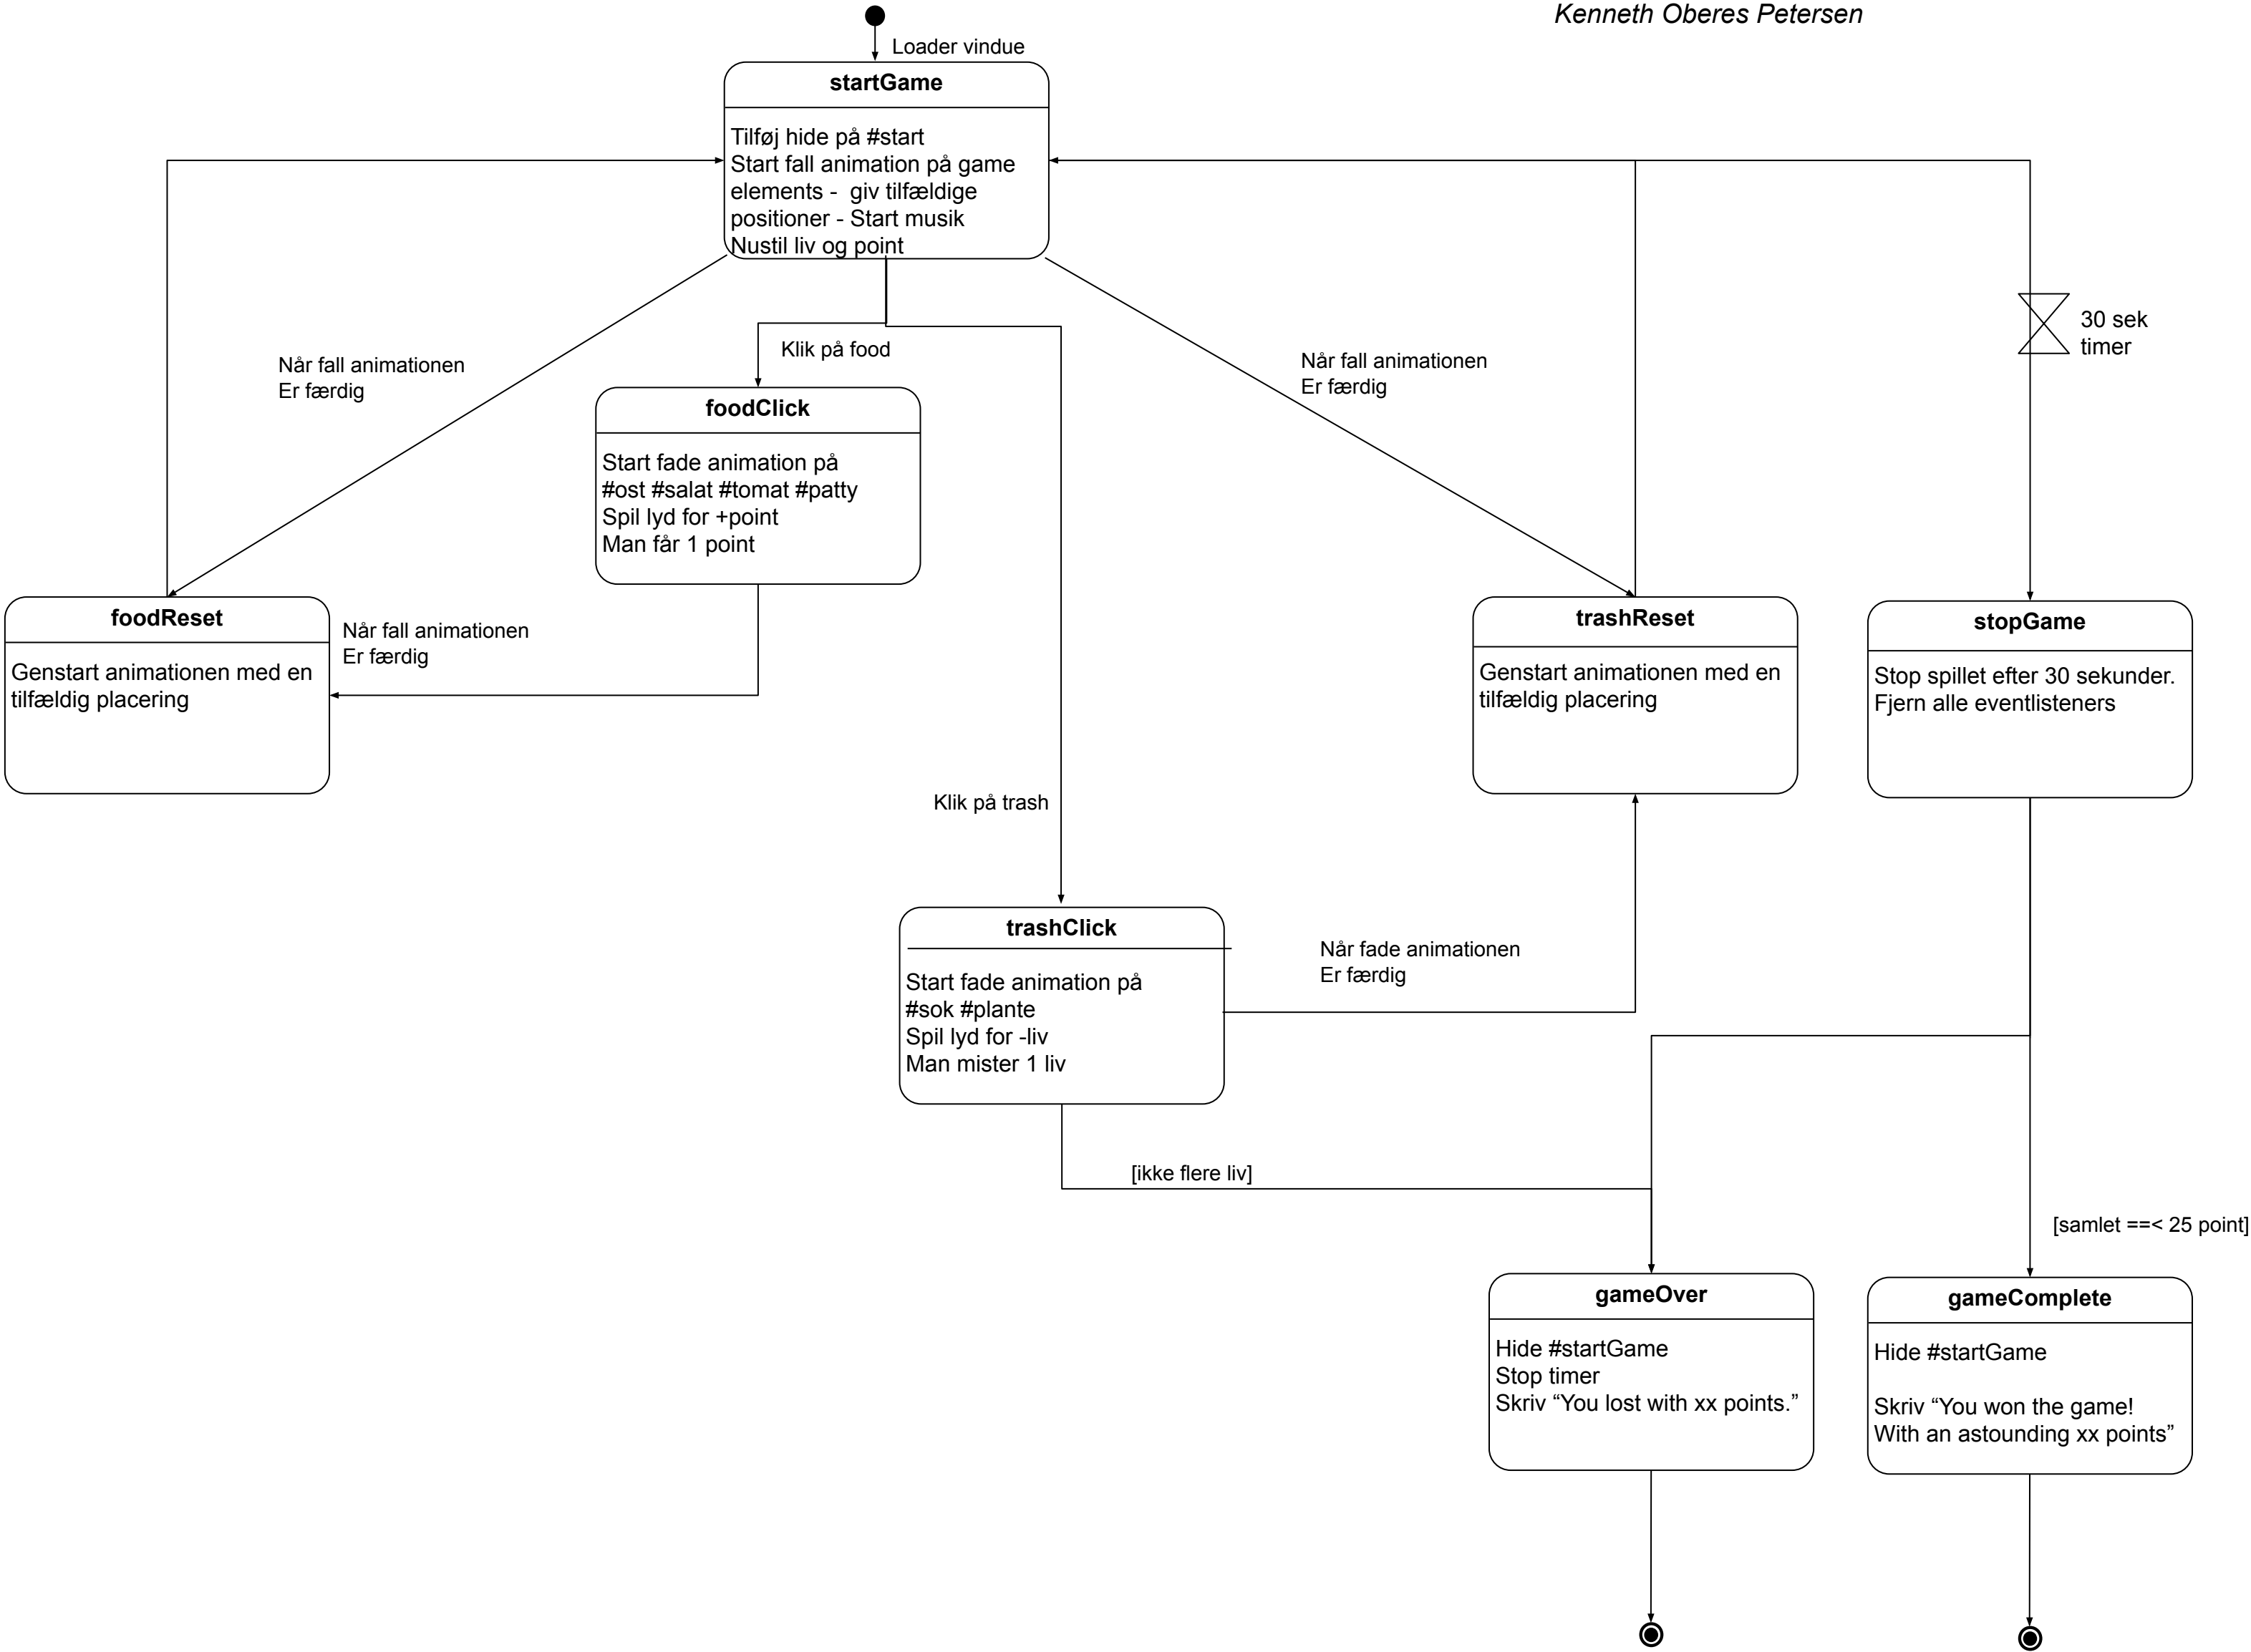 Kenneth Oberes Petersen
Loader vindue
startGame
Tilføj hide på #start
Start fall animation på game
elements -  giv tilfældige
positioner - Start musik
Nustil liv og point
30 sek
timer
Klik på food
Når fall animationen
Er færdig
Når fall animationen
Er færdig
foodClick
Start fade animation på
#ost #salat #tomat #patty
Spil lyd for +point
Man får 1 point
foodReset
Genstart animationen med en
tilfældig placering
Når fall animationen
Er færdig
trashReset
Genstart animationen med en
tilfældig placering
stopGame
Stop spillet efter 30 sekunder.
Fjern alle eventlisteners
Klik på trash
trashClick
Start fade animation på
#sok #plante
Spil lyd for -liv
Man mister 1 liv
Når fade animationen
Er færdig
[ikke flere liv]
[samlet ==< 25 point]
gameOver
Hide #startGame
Stop timer
Skriv “You lost with xx points.”
gameComplete
Hide #startGame
Skriv “You won the game!
With an astounding xx points”